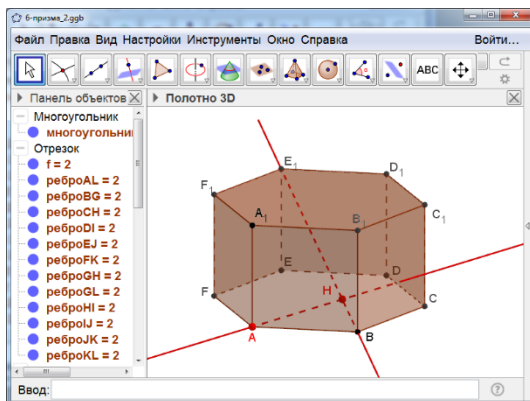 6-призма_2.ggb
Файл Правка Вид Настройки Инструменты Окно Справка Войти...
ABC
Панель объектов
Полотно 3D
Многоугольник
многоугольни
Отрезок
f = 2
реброAL = 2
реброBG = 2
реброCH = 2
реброDI = 2
реброEJ = 2
реброFK = 2
реброGH = 2
реброGL = 2
реброHI = 2
реброIJ = 2
реброJK = 2
реброKL = 2
E1
D1
F1
A1
B1
C1
E
D
F
H
C
A
B
Ввод: